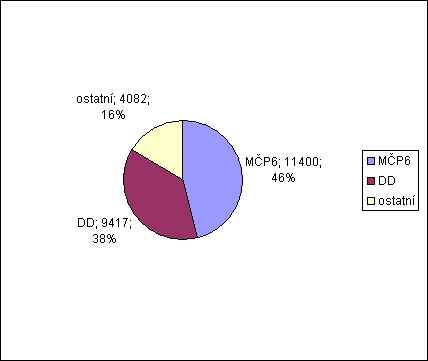 ostatní; 4082;
16%
MČP6; 11400;
46%
DD; 9417;
38%
MČP6
DD
ostatní